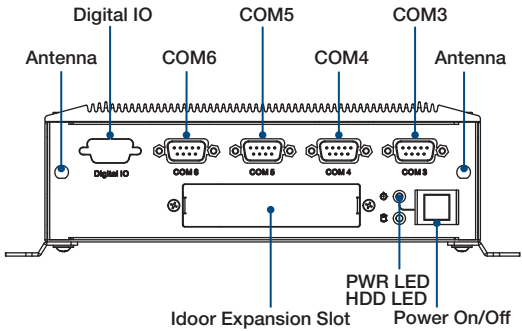 Digital IO
COM5
COM3
Antenna
COM6
COM4
Antenna
Digital IO
COM 6
COM 5
COM 4
COM 3
PWR LED
HDD LED
Idoor Expansion Slot
Power On/Off